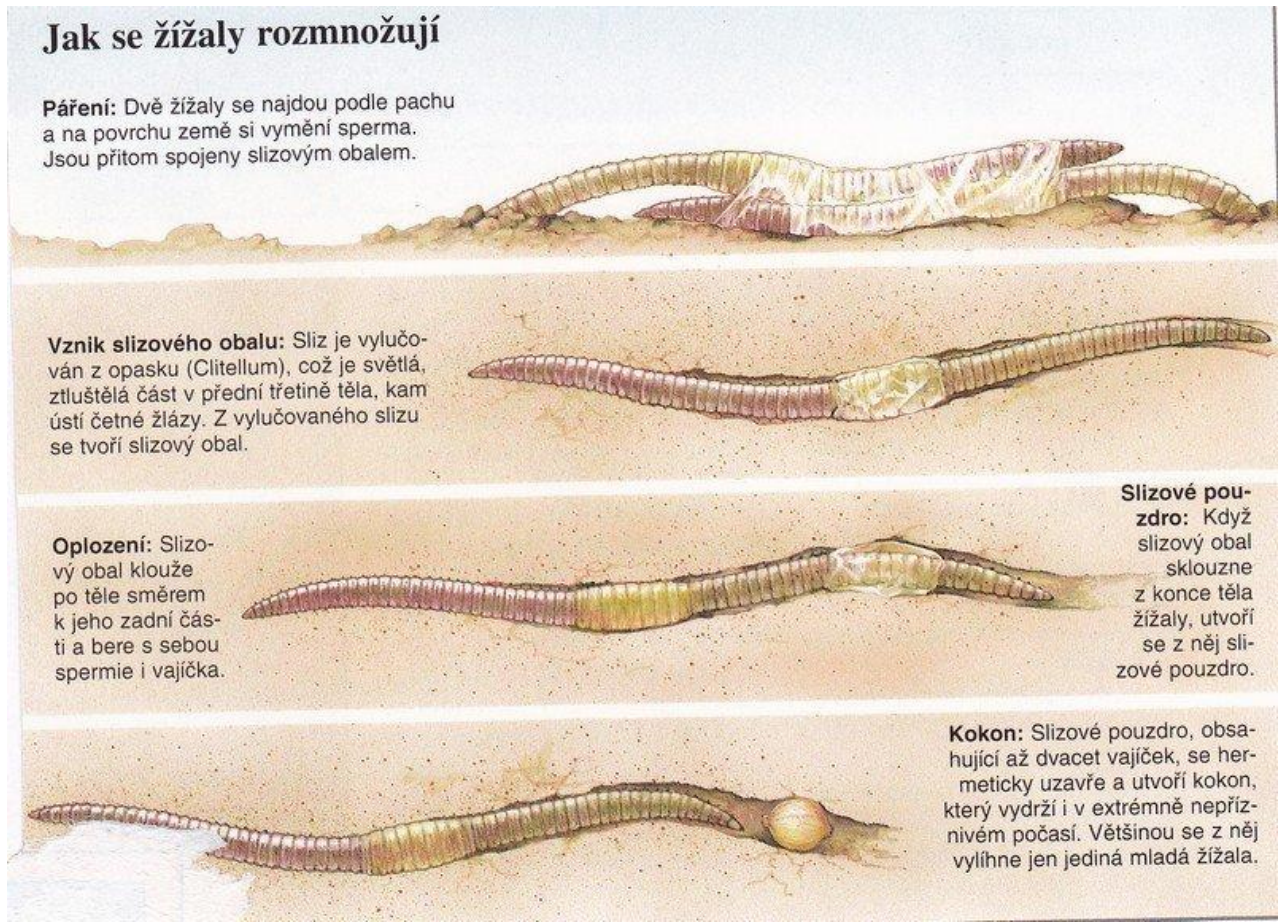 Jak se žížaly rozmnožují
Páření: Dvě žížaly se najdou podle pachu
a na povrchu země si vymění sperma.
Jsou přitom spojeny slizovým obalem.
Vznik slizového obalu: Sliz je vylučo-
ván z opasku (Clitellum), což je světlá,
ztluštělá část v přední třetině těla, kam
ústí četné žlázy. Z vylučovaného slizu
se tvoří slizový obal.
Oplození: Slizo-
vý obal klouže
po těle směrem
k jeho zadní čás-
ti a bere s sebou
spermie i vajíčka.
Slizové pou-
zdro: Když
slizový obal
sklouzne
z konce těla
žížaly, utvoří
se z něj sli-
zové pouzdro.
Kokon: Slizové pouzdro, obsa-
hující až dvacet vajíček, se her-
meticky uzavře a utvoří kokon,
který vydrží i v extrémně nepříz-
nivém počasí. Většinou se z něj
vylíhne jen jediná mladá žížala.